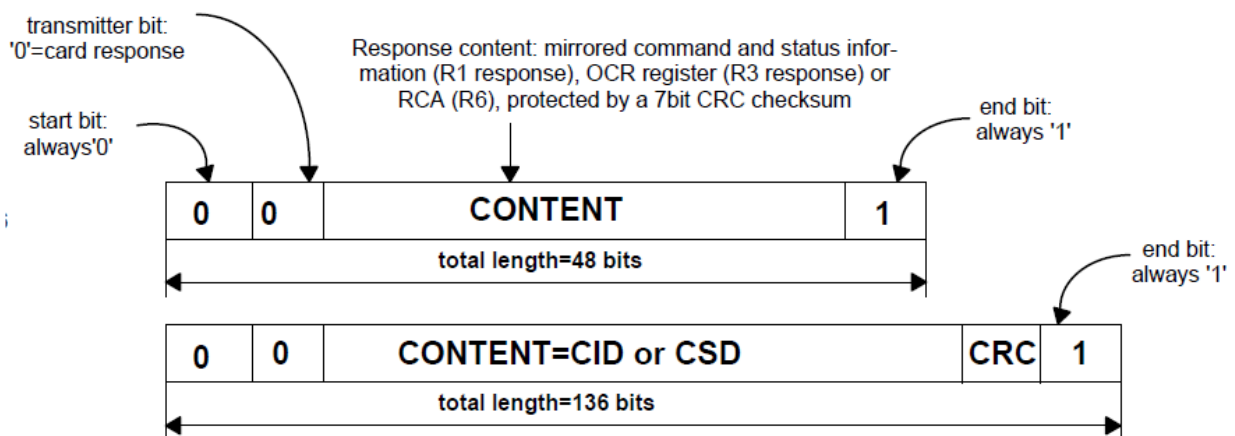 transmitter bit:
'0'=card response
Response content: mirrored command and status infor-
mation (R1 response), OCR register (R3 response) or
RCA (R6), protected by a 7bit CRC checksum
start bit:
always'0'
end bit:
always '1'
0 0 CONTENT 1
total length=48 bits
end bit:
always '1'
0 0 CONTENT=CID or CSD CRC 1
total length=136 bits